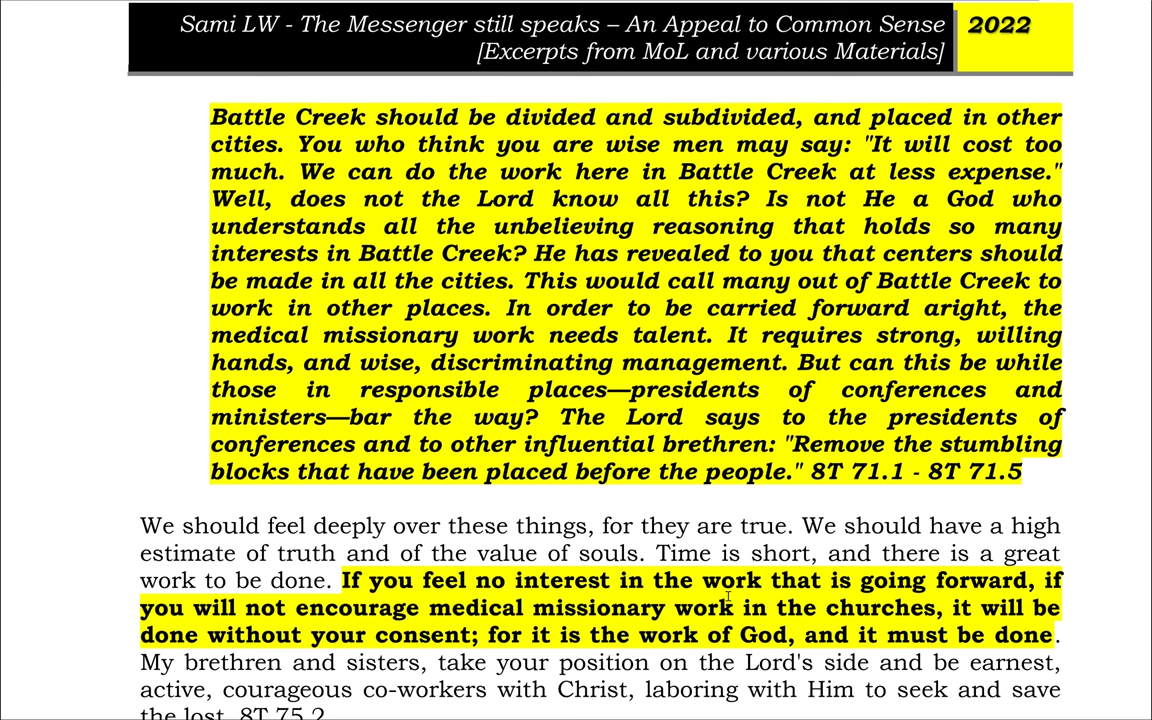 Sami LW - The Messenger still speaks – An Appeal to Common Sense
[Excerpts from MoL and various Materials]
2022
Battle Creek should be divided and subdivided, and placed in other
cities. You who think you are wise men may say: "It will cost too
much. We can do the work here in Battle Creek at less expense."
Well, does not the Lord know all this? Is not He a God who
understands all the unbelieving reasoning that holds so many
interests in Battle Creek? He has revealed to you that centers should
be made in all the cities. This would call many out of Battle Creek to
work in other places. In order to be carried forward aright, the
medical missionary work needs talent. It requires strong, willing
hands, and wise, discriminating management. But can this be while
those in responsible places—presidents of conferences and
ministers—bar the way? The Lord says to the presidents of
conferences and to other influential brethren: "Remove the stumbling
blocks that have been placed before the people." 8T 71.1 - 8T 71.5
We should feel deeply over these things, for they are true. We should have a high
estimate of truth and of the value of souls. Time is short, and there is a great
work to be done. If you feel no interest in the work that is going forward, if
you will not encourage medical missionary work in the churches, it will be
done without your consent; for it is the work of God, and it must be done.
My brethren and sisters, take your position on the Lord's side and be earnest,
active, courageous co-workers with Christ, laboring with Him to seek and save
the lost. 8T 75.2